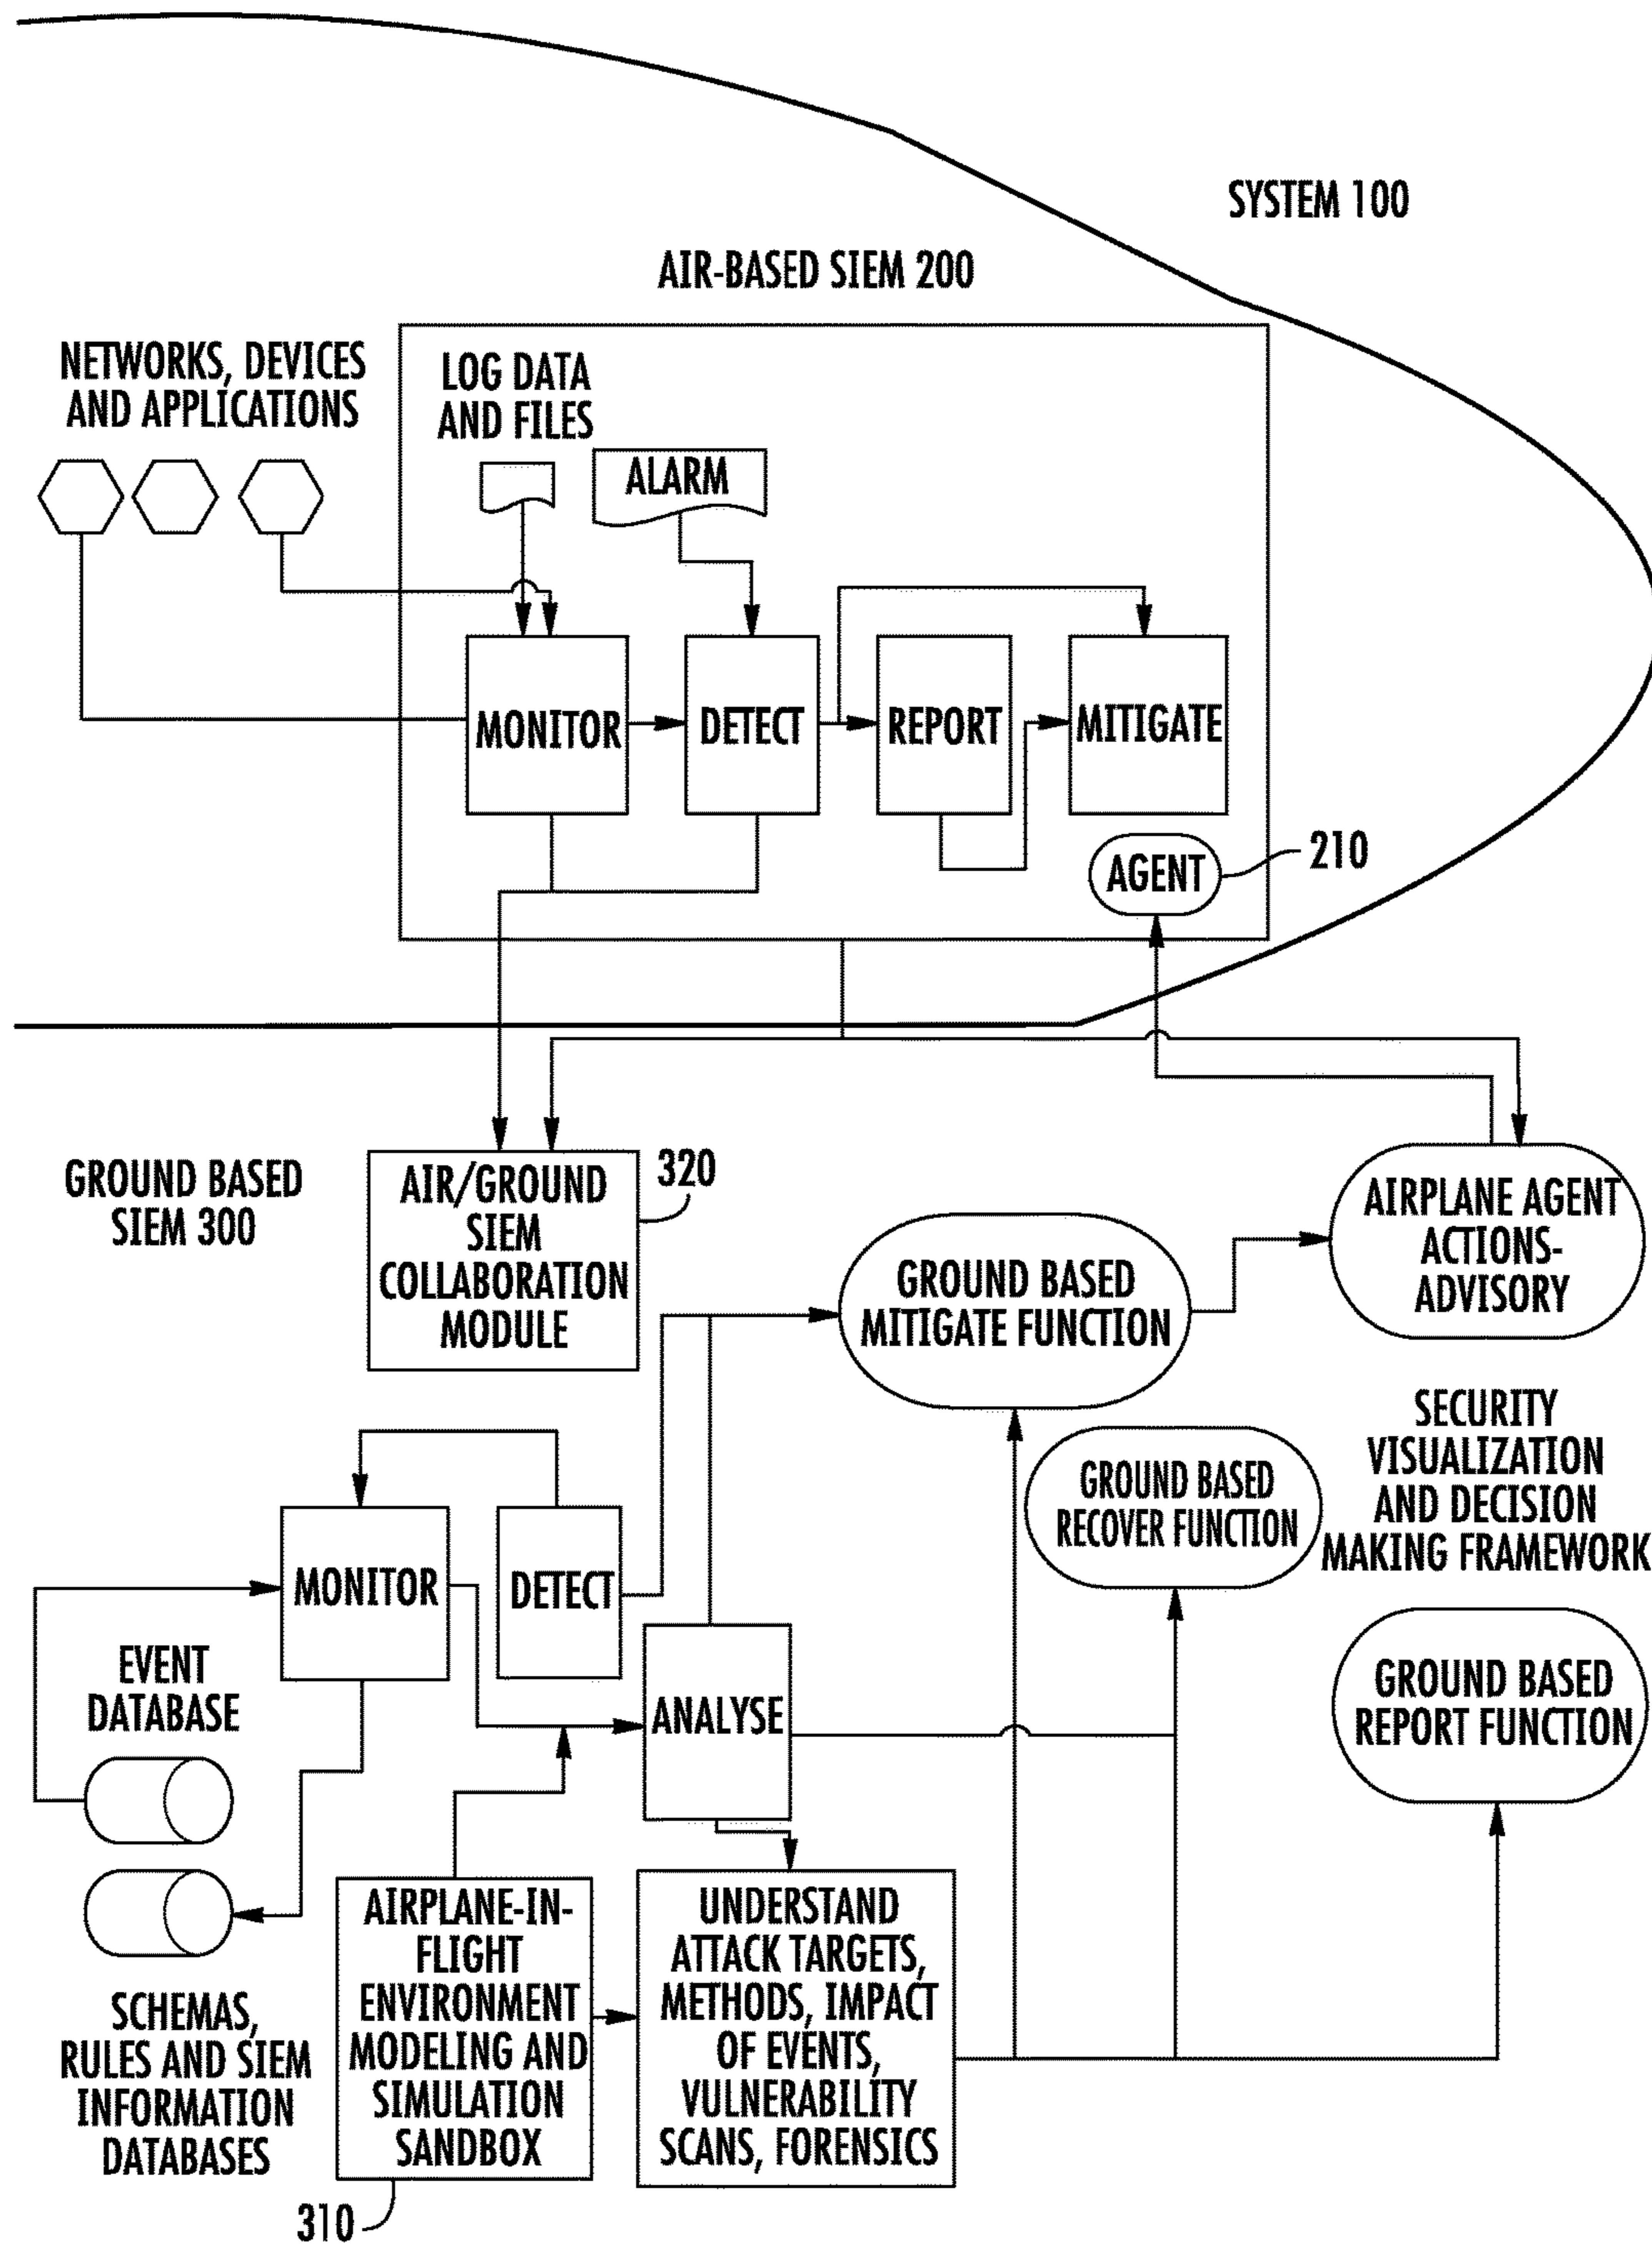 SYSTEM 100
AIR-BASED SIEM 200
NETWORKS, DEVICES
AND APPLICATIONS
LOG DATA
AND FILES
ALARM
MONITOR
DETECT
REPORT
MITIGATE
AGENT
210
GROUND BASED
SIEM 300
AIR/GROUND
SIEM
COLLABORATION
MODULE
320
GROUND BASED
MITIGATE FUNCTION
AIRPLANE AGENT
ACTIONS-
ADVISORY
SECURITY
VISUALIZATION
AND DECISION
MAKING FRAMEWORK
GROUND BASED
RECOVER FUNCTION
MONITOR
DETECT
ANALYSE
GROUND BASED
REPORT FUNCTION
EVENT
DATABASE
SCHEMAS,
RULES AND SIEM
INFORMATION
DATABASES
AIRPLANE-IN-
FLIGHT
ENVIRONMENT
MODELING AND
SIMULATION
SANDBOX
310
UNDERSTAND
ATTACK TARGETS,
METHODS, IMPACT
OF EVENTS,
VULNERABILITY
SCANS, FORENSICS